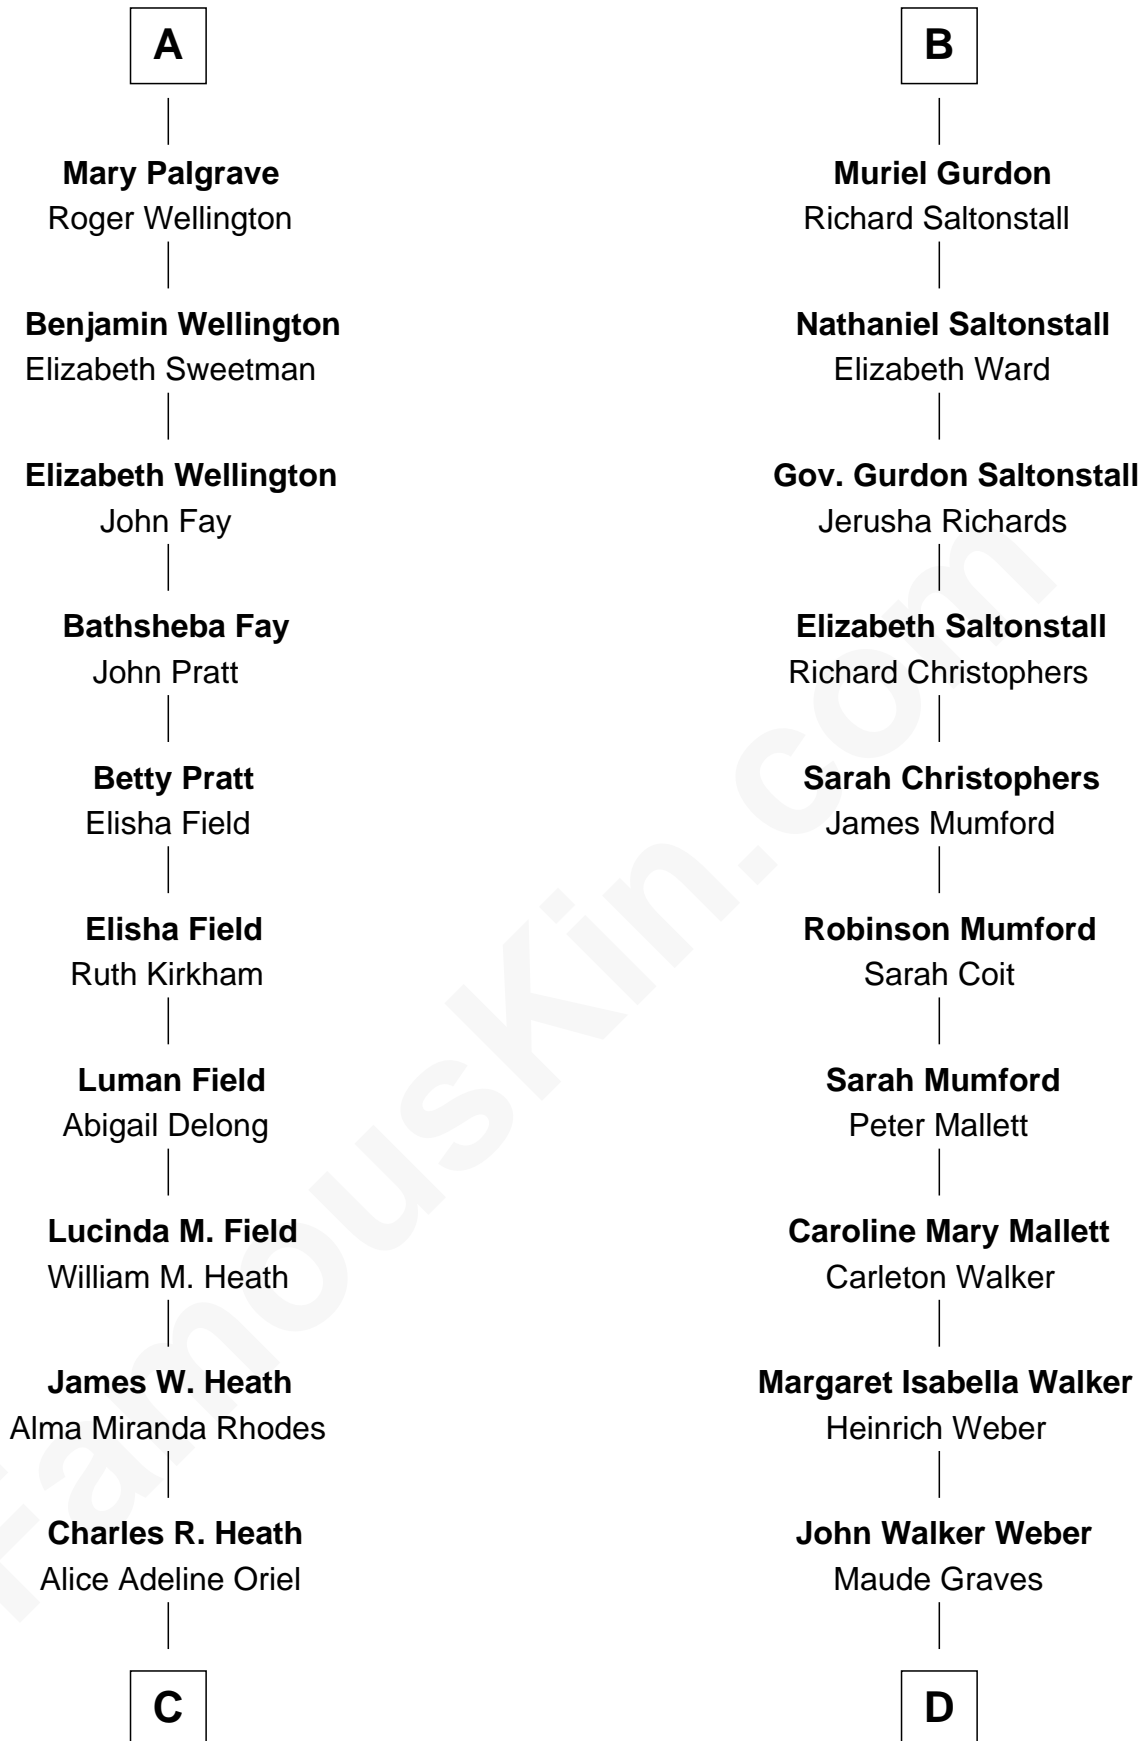 A
Mary Palgrave
Roger Wellington
Benjamin Wellington
Elizabeth Sweetman
Elizabeth Wellington
John Fay
Bathsheba Fay
John Pratt
Betty Pratt
Elisha Field
Elisha Field
Ruth Kirkham
Luman Field
Abigail Delong
Lucinda M. Field
William M. Heath
James W. Heath
Alma Miranda Rhodes
Charles R. Heath
Alice Adeline Oriel
C
B
Muriel Gurdon
Richard Saltonstall
Nathaniel Saltonstall
Elizabeth Ward
Gov. Gurdon Saltonstall
Jerusha Richards
Elizabeth Saltonstall
Richard Christophers
Sarah Christophers
James Mumford
Robinson Mumford
Sarah Coit
Sarah Mumford
Peter Mallett
Caroline Mary Mallett
Carleton Walker
Margaret Isabella Walker
Heinrich Weber
John Walker Weber
Maude Graves
D
FamousKin.com